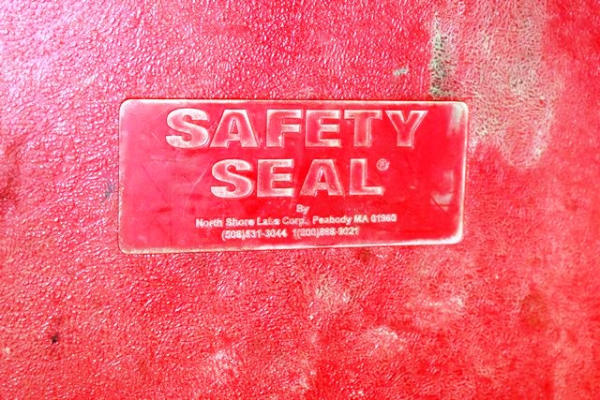 SAFETY
SEAL®
By
North Shore Labs Corp., Peabody MA 01960
(508)531-3044 1(800)888-9021